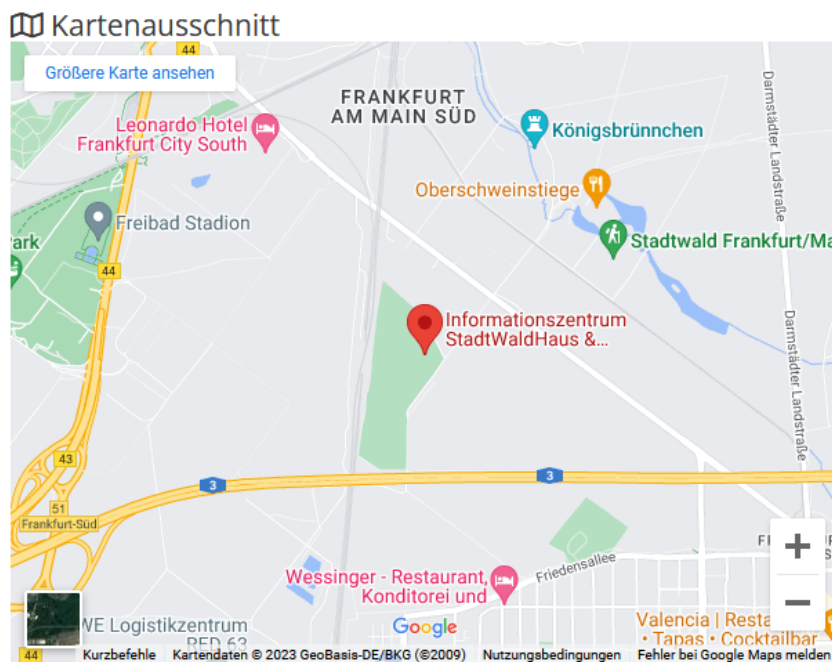 Kartenausschnitt
44
Größere Karte ansehen
FRANKFURT
AM MAIN SÜD
Leonardo Hotel
Frankfurt City South
Königsbrünnchen
Darmstädter Landstraße
Oberschweinstiege
Freibad Stadion
Park
Stadtwald Frankfurt/Ma
44
Informationszentrum
StadtWaldHaus &...
Darmstädter Landstraße
43
3
3
51
Frankfurt-Süd
Friedensallee
Wessinger - Restaurant,
Konditorei und
WE Logistikzentrum
RED 63
Google
Valencia | Resta
• Tapas • Cocktailbar
44
Kurzbefehle
Kartendaten © 2023 GeoBasis-DE/BKG (©2009)
Nutzungsbedingungen
Fehler bei Google Maps melden